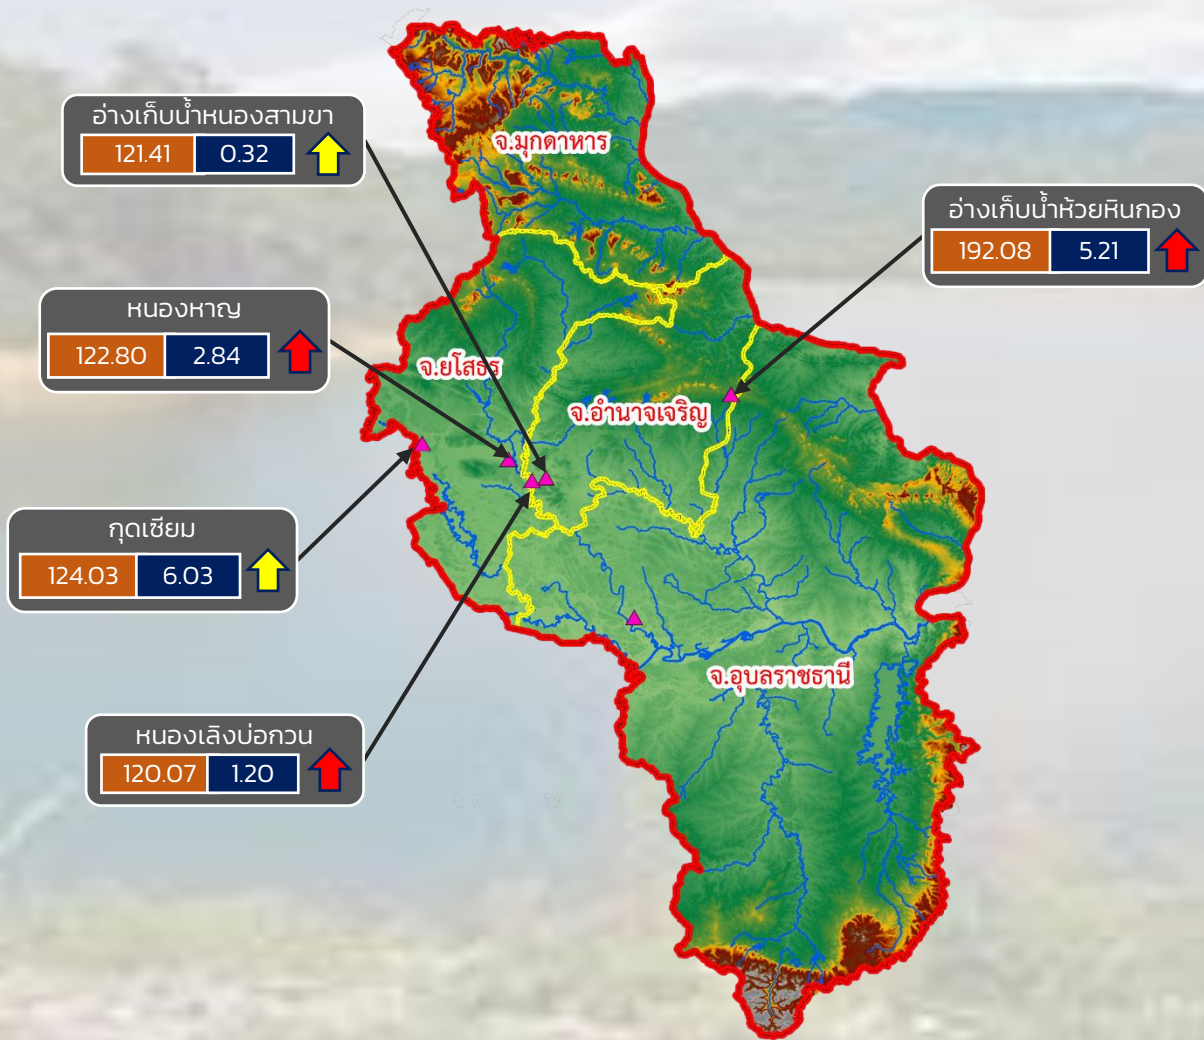 อ่างเก็บน้ำหนองสามขา
121.41 0.32
จ.มุกดาหาร
อ่างเก็บน้ำห้วยหินกอง
192.08 5.21
หนองหาญ
122.80 2.84
จ.ยโสธร
จ.อำนาจเจริญ
กุดเซียม
124.03 6.03
จ.อุบลราชธานี
หนองเลิงบ่อกวน
120.07 1.20